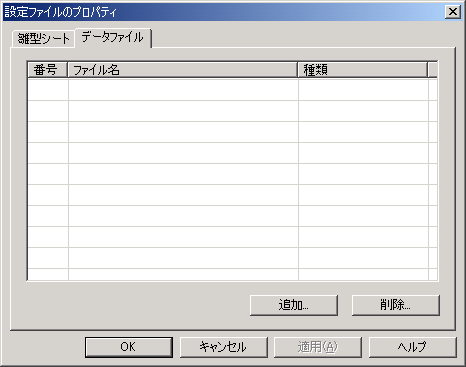 設定ファイルのプロパティ
雛型シート データファイル
番号 ファイル名 種類
追加... 削除...
OK キャンセル 適用(A) ヘルプ